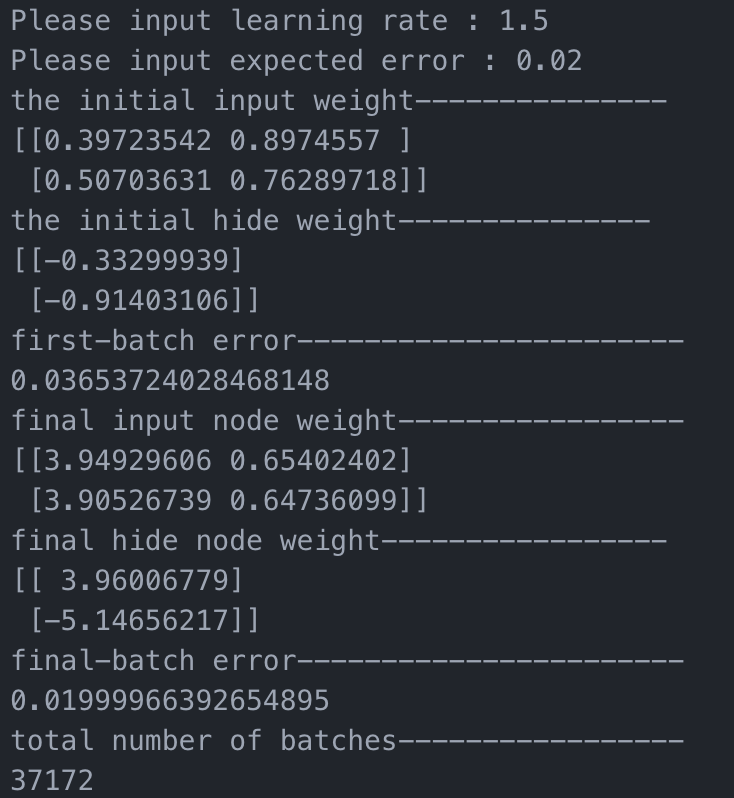 Please input learning rate : 1.5
Please input expected error : 0.02
the initial input weight---------------
[[0.39723542 0.8974557 ]
 [0.50703631 0.76289718]]
the initial hide weight---------------
[[-0.33299939]
 [-0.91403106]]
first-batch error-----------------------
0.03653724028468148
final input node weight-----------------
[[3.94929606 0.65402402]
 [3.90526739 0.64736099]]
final hide node weight-----------------
[[ 3.96006779]
 [-5.14656217]]
final-batch error-----------------------
0.01999966392654895
total number of batches-----------------
37172